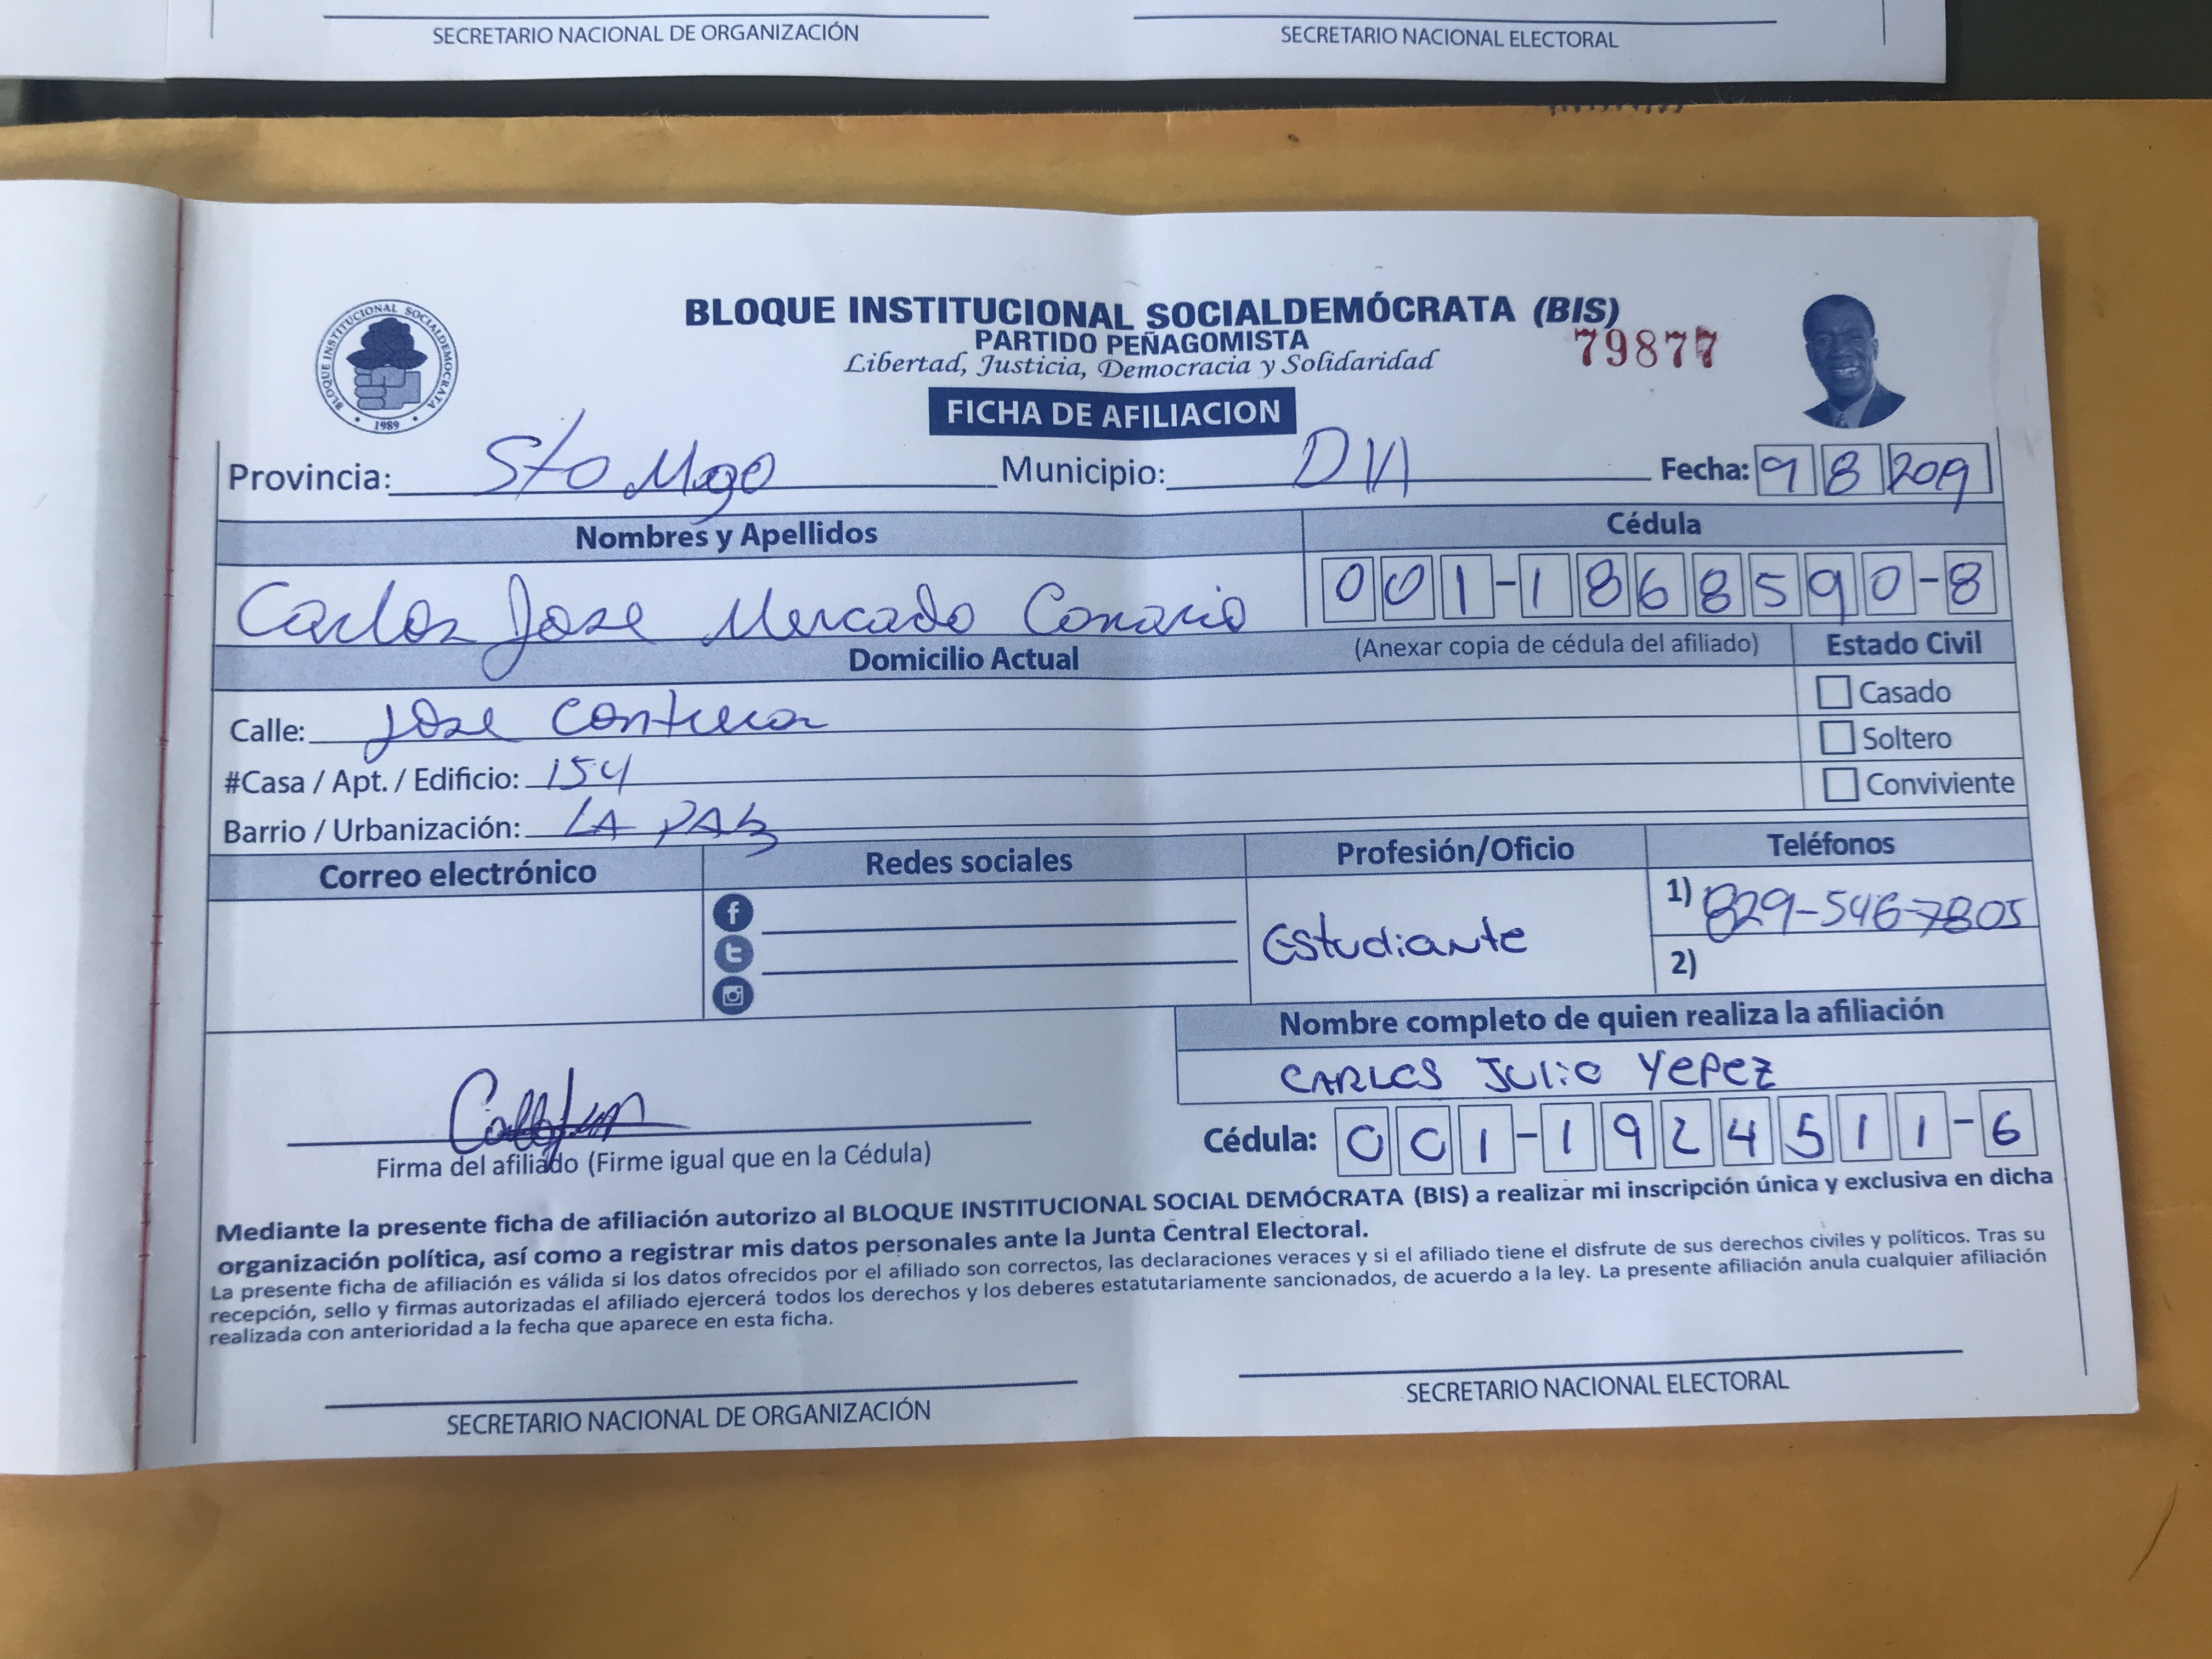 SECRETARIO NACIONAL DE ORGANIZACIÓN SECRETARIO NACIONAL ELECTORAL
BLOQUE INSTITUCIONAL SOCIALDEMOCRATA
1989
BLOQUE INSTITUCIONAL SOCIALDEMÓCRATA (BIS)
PARTIDO PEÑAGOMISTA
79877
Libertad, Justicia, Democracia y Solidaridad
FICHA DE AFILIACION
Provincia: Sto Mgo Municipio: Fecha: 9 8 2019
Nombres y Apellidos Cédula
Carlos Jose Mercado 001-1868590-8
Domicilio Actual (Anexar copia de cédula del afiliado) Estado Civil
Casado
Calle: Jose Contrera
Soltero
#Casa / Apt. / Edificio: 154
Conviviente
Barrio / Urbanización: LA PAZ
Correo electrónico Redes sociales Profesión/Oficio Teléfonos
1) 829-546-7805
Estudiante
2)
Nombre completo de quien realiza la afiliación
CARLOS JULIO YEPEZ
Cédula: 001-1924511-6
Firma del afiliado (Firme igual que en la Cédula)
Mediante la presente ficha de afiliación autorizo al BLOQUE INSTITUCIONAL SOCIAL DEMÓCRATA (BIS) a realizar mi inscripción única y exclusiva en dicha
organización política, así como a registrar mis datos personales ante la Junta Central Electoral.
La presente ficha de afiliación es válida si los datos ofrecidos por el afiliado son correctos, las declaraciones veraces y si el afiliado tiene el disfrute de sus derechos civiles y políticos. Tras su
recepción, sello y firmas autorizadas el afiliado ejercerá todos los derechos y los deberes estatutariamente sancionados, de acuerdo a la ley. La presente afiliación anula cualquier afiliación
realizada con anterioridad a la fecha que aparece en esta ficha.
SECRETARIO NACIONAL DE ORGANIZACIÓN SECRETARIO NACIONAL ELECTORAL